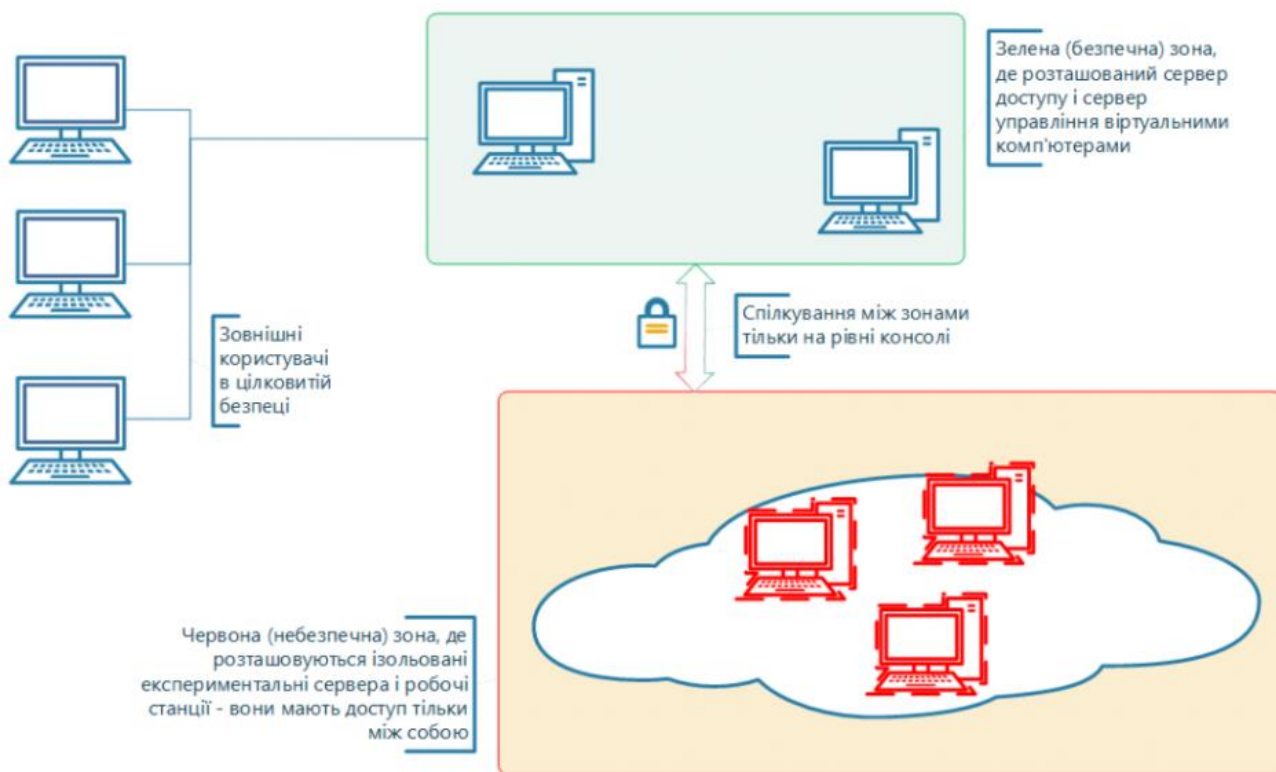 Зелена (безпечна) зона,
де розташований сервер
доступу і сервер
управління віртуальними
комп'ютерами
Спілкування між зонами
тільки на рівні консолі
Зовнішні
користувачі
в цілковитій
безпеці
Червона (небезпечна) зона, де
розташовуються ізольовані
експериментальні сервера і робочі
станції - вони мають доступ тільки
між собою